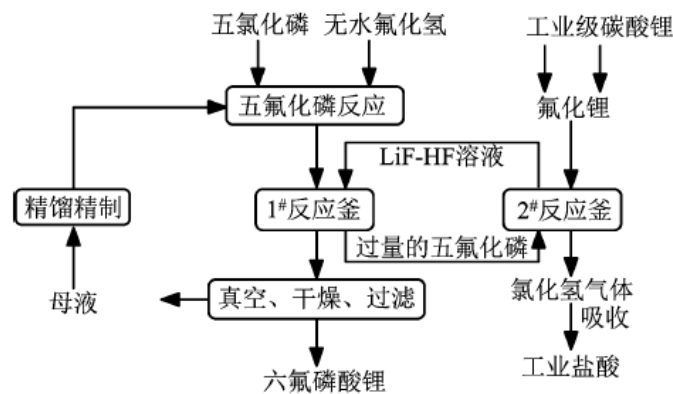 五氯化磷 无水氟化氢 工业级碳酸锂
五氟化磷反应
氟化锂
LiF-HF溶液
精馏精制
1#反应釜
2#反应釜
过量的五氟化磷
母液
真空、干燥、过滤
氯化氢气体
吸收
六氟磷酸锂
工业盐酸